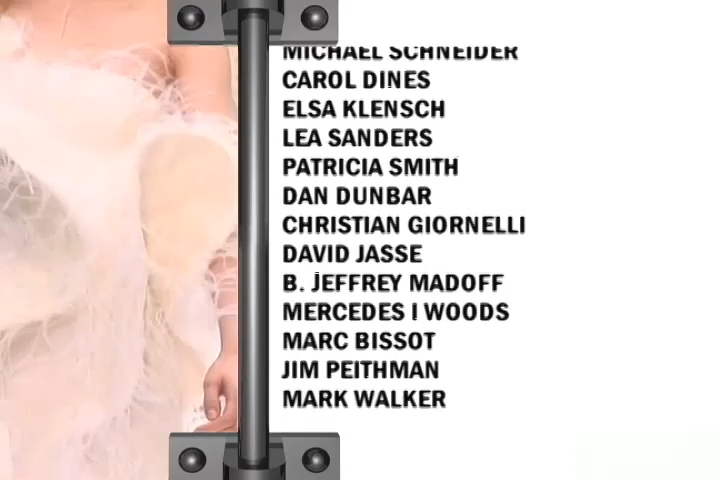 MICHAEL SCHNEIDER
CAROL DINES
ELSA KLENSCH
LEA SANDERS
PATRICIA SMITH
DAN DUNBAR
CHRISTIAN GIORNELLI
DAVID JASSE
B. JEFFREY MADOFF
MERCEDES I WOODS
MARC BISSOT
JIM PEITHMAN
MARK WALKER